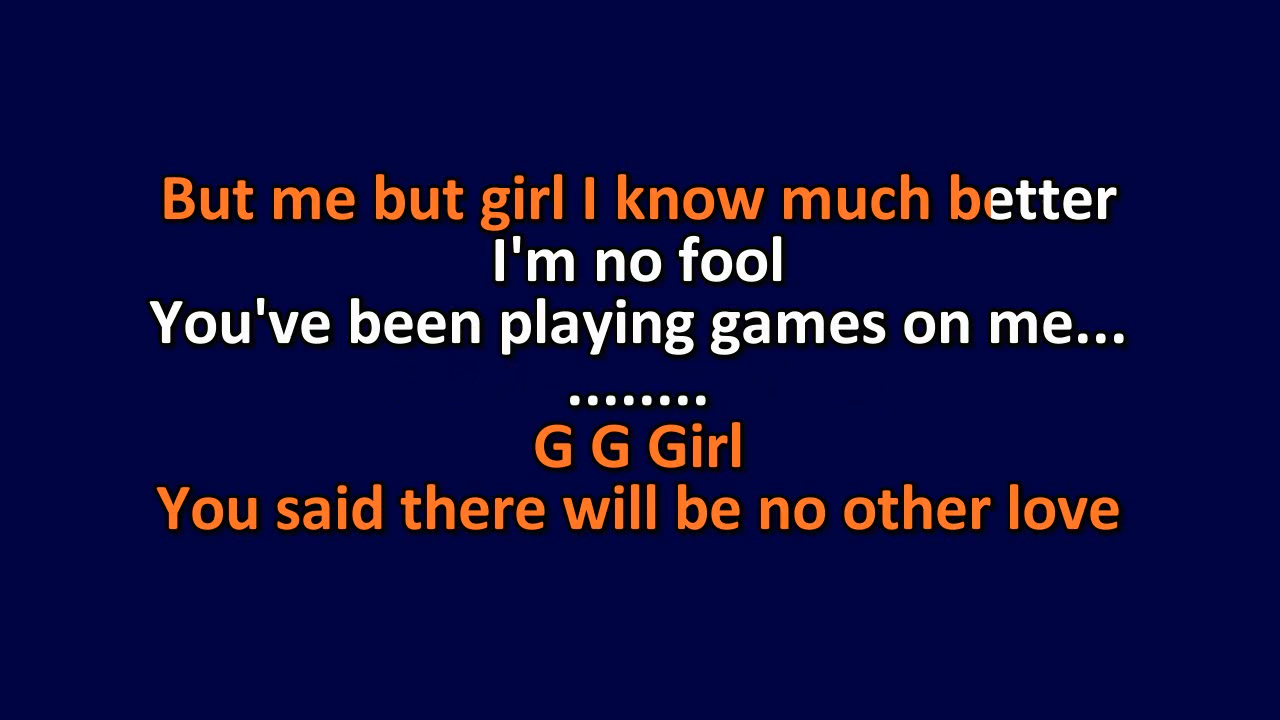 But me but girl I know much better
I'm no fool
You've been playing games on me...
........
G G Girl
You said there will be no other love